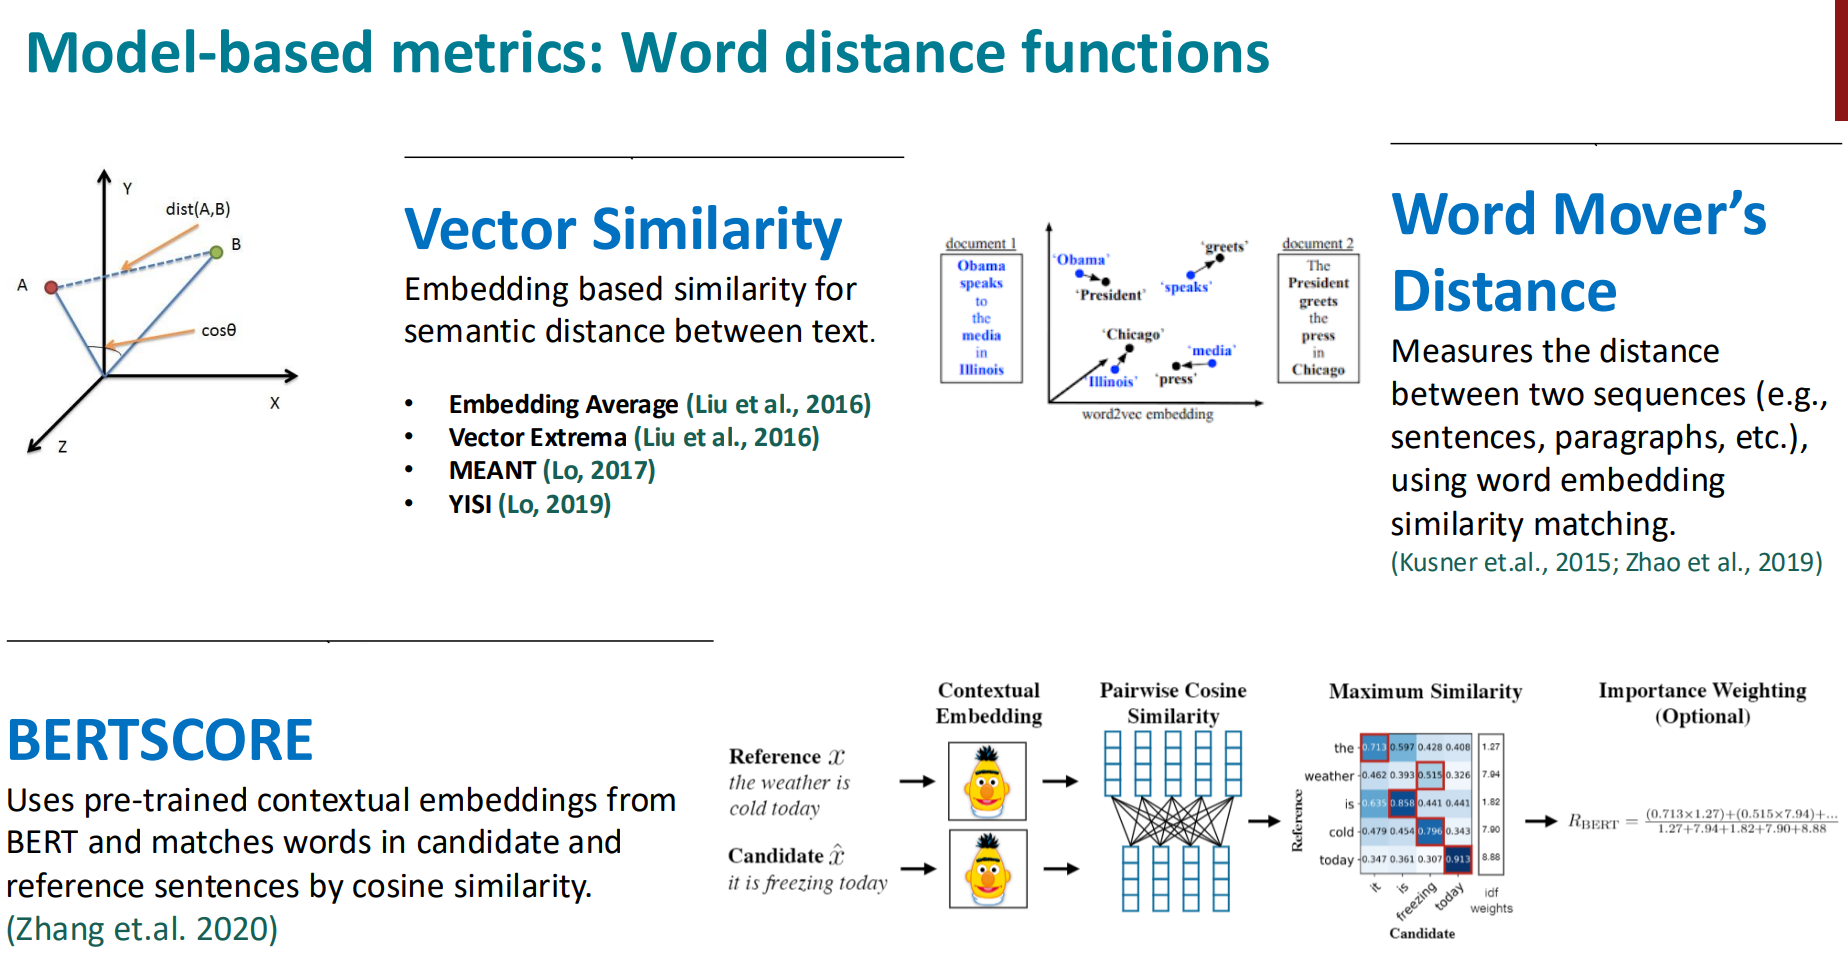 Model-based metrics: Word distance functions
Y
dist(A,B)
B
A
cosθ
X
Z
Vector Similarity
Embedding based similarity for
semantic distance between text.
• Embedding Average (Liu et al., 2016)
• Vector Extrema (Liu et al., 2016)
• MEANT (Lo, 2017)
• YISI (Lo, 2019)
document 1
Obama
speaks
to
the
media
in
Illinois
'Obama'
'President'
'greets'
'speaks'
'Chicago'
'Illinois'
'media'
'press'
word2vec embedding
document 2
The
President
greets
the
press
in
Chicago
Word Mover's
Distance
Measures the distance
between two sequences (e.g.,
sentences, paragraphs, etc.),
using word embedding
similarity matching.
(Kusner et.al., 2015; Zhao et al., 2019)
BERTSCORE
Uses pre-trained contextual embeddings from
BERT and matches words in candidate and
reference sentences by cosine similarity.
(Zhang et.al. 2020)
Reference x
the weather is
cold today
Candidate x̂
it is freezing today
Contextual
Embedding
Pairwise Cosine
Similarity
Maximum Similarity
Reference
the 0.713 0.597 0.428 0.408 1.27
weather 0.462 0.393 0.515 0.326 7.94
is 0.635 0.858 0.441 0.441 1.82
cold 0.479 0.454 0.796 0.343 7.90
today 0.347 0.361 0.307 0.913 8.88
it is freezing today
idf
weights
Candidate
Importance Weighting
(Optional)
R_BERT = (0.713×1.27)+(0.515×7.94)+... / 1.27+7.94+1.82+7.90+8.88